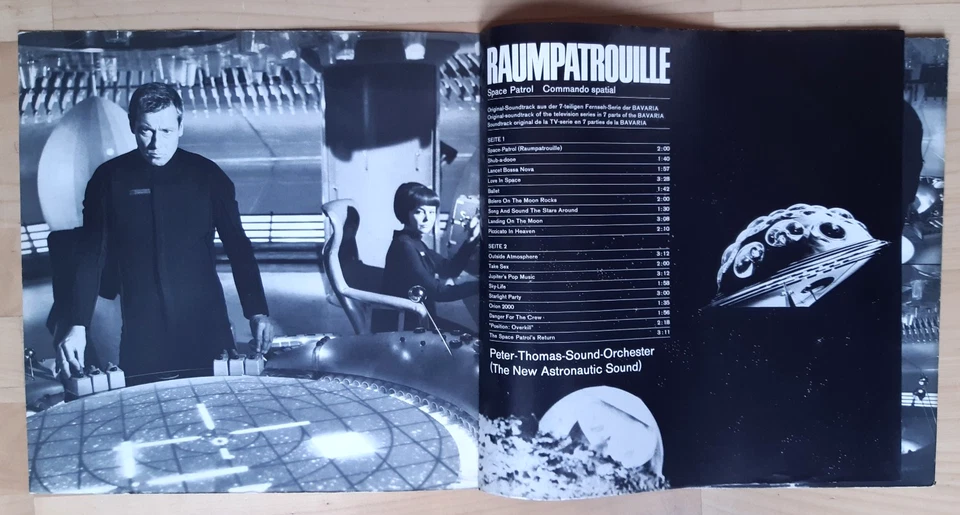 RAUMPATROUILLE
Space Patrol Commando spatial
Original-Soundtrack aus der 7-teiligen Fernseh-Serie der BAVARIA
Original-soundtrack of the television series in 7 parts of the BAVARIA
Soundtrack original de la TV-serie en 7 parties de la BAVARIA
SEITE 1
Space-Patrol (Raumpatrouille) 2:00
Shub-a-dooe 1:40
Lancet Bossa Nova 1:57
Love In Space 3:28
Ballet 1:42
Bolero On The Moon Rocks 2:00
Song And Sound The Stars Around 1:30
Landing On The Moon 3:08
Pizzicato In Heaven 2:10
SEITE 2
Outside Atmosphere 3:12
Take Sex 2:00
Jupiter's Pop Music 3:12
Sky-Life 1:58
Starlight Party 3:00
Orion 2000 1:35
Danger For The Crew 1:56
"Position: Overkill" 2:18
The Space Patrol's Return 3:11
Peter-Thomas-Sound-Orchester
(The New Astronautic Sound)